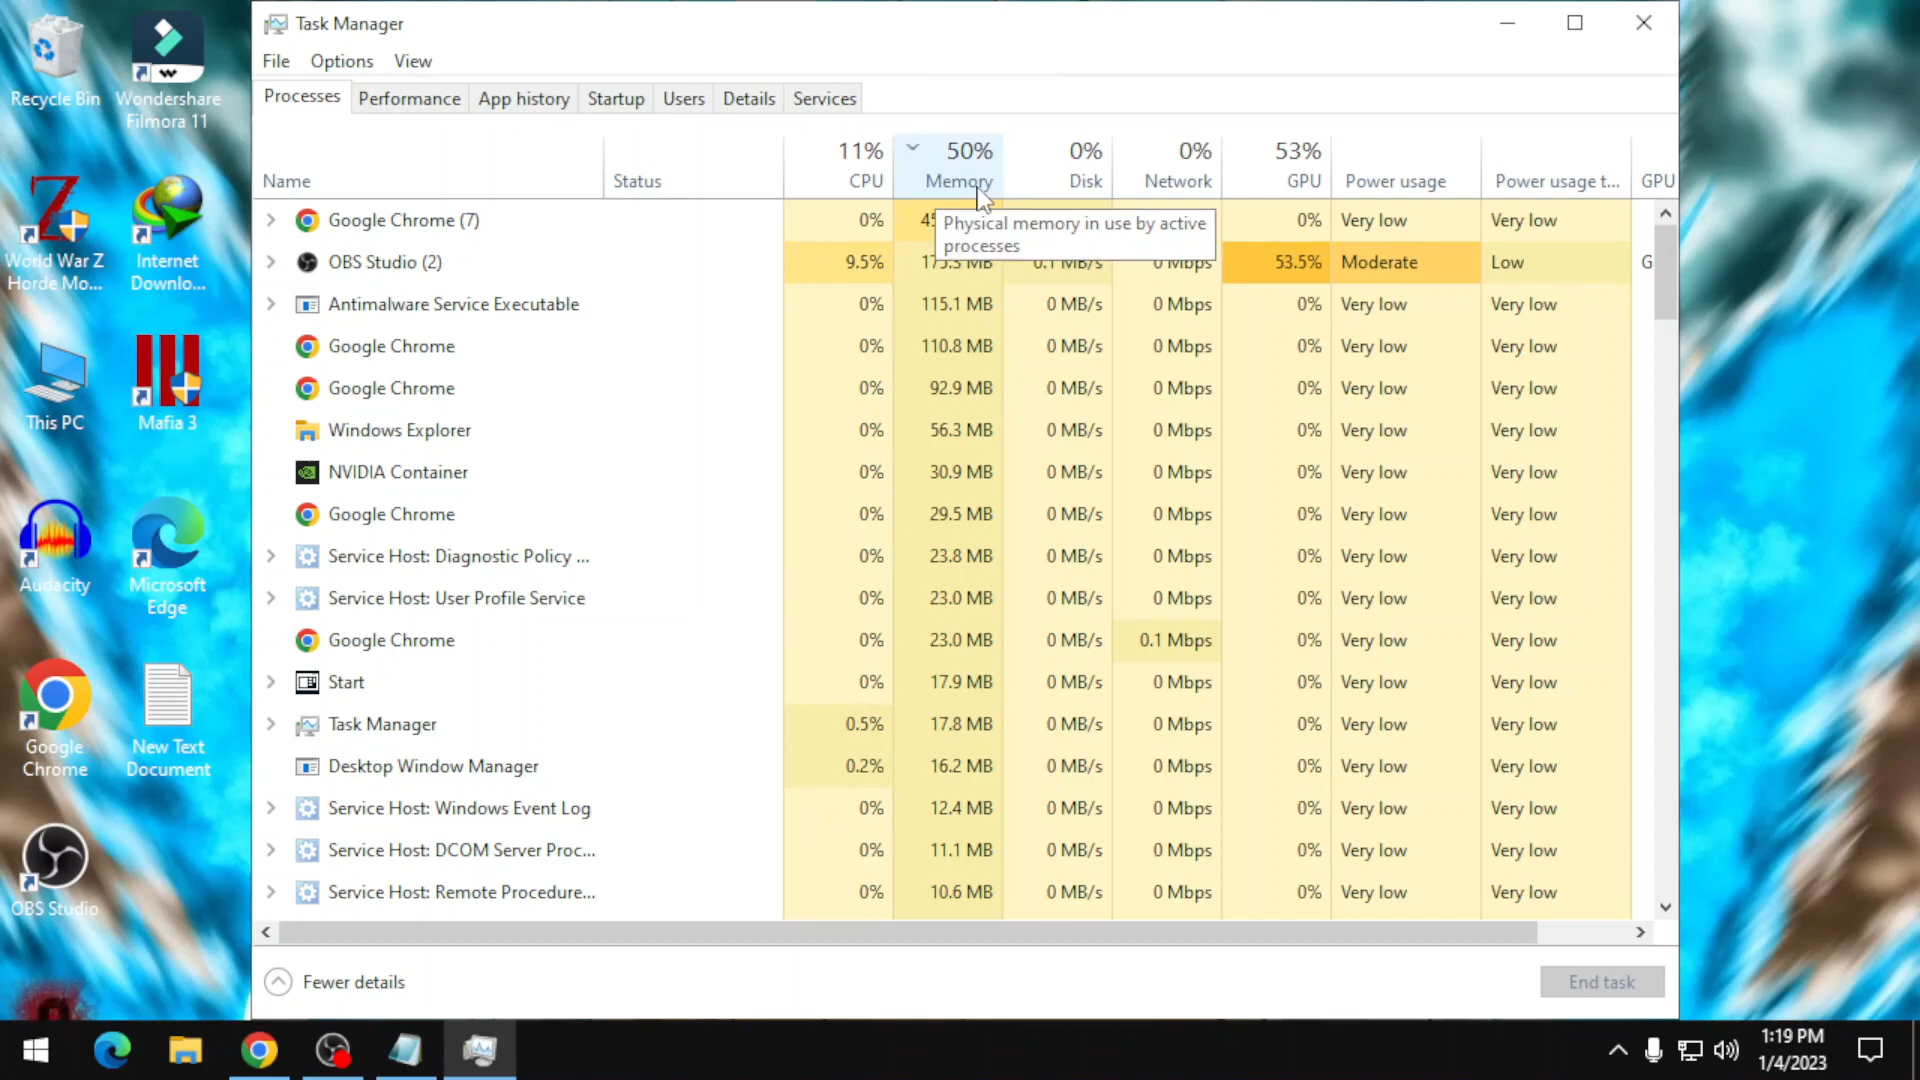 Task Manager
File Options View
Processes Performance App history Startup Users Details Services
11% 50% 0% 0% 53%
Name Status CPU Memory Disk Network GPU Power usage Power usage t... GPU
Google Chrome (7) 0% 0% Very low Very low
Physical memory in use by active
processes
OBS Studio (2) 9.5% 175.3 MB 0.1 MB/s 0 Mbps 53.5% Moderate Low G
Antimalware Service Executable 0% 115.1 MB 0 MB/s 0 Mbps 0% Very low Very low
Google Chrome 0% 110.8 MB 0 MB/s 0 Mbps 0% Very low Very low
Google Chrome 0% 92.9 MB 0 MB/s 0 Mbps 0% Very low Very low
Windows Explorer 0% 56.3 MB 0 MB/s 0 Mbps 0% Very low Very low
NVIDIA Container 0% 30.9 MB 0 MB/s 0 Mbps 0% Very low Very low
Google Chrome 0% 29.5 MB 0 MB/s 0 Mbps 0% Very low Very low
Service Host: Diagnostic Policy ... 0% 23.8 MB 0 MB/s 0 Mbps 0% Very low Very low
Service Host: User Profile Service 0% 23.0 MB 0 MB/s 0 Mbps 0% Very low Very low
Google Chrome 0% 23.0 MB 0 MB/s 0.1 Mbps 0% Very low Very low
Start 0% 17.9 MB 0 MB/s 0 Mbps 0% Very low Very low
Task Manager 0.5% 17.8 MB 0 MB/s 0 Mbps 0% Very low Very low
Desktop Window Manager 0.2% 16.2 MB 0 MB/s 0 Mbps 0% Very low Very low
Service Host: Windows Event Log 0% 12.4 MB 0 MB/s 0 Mbps 0% Very low Very low
Service Host: DCOM Server Proc... 0% 11.1 MB 0 MB/s 0 Mbps 0% Very low Very low
Service Host: Remote Procedure... 0% 10.6 MB 0 MB/s 0 Mbps 0% Very low Very low
Fewer details
End task
Recycle Bin
Wondershare
Filmora 11
World War Z
Horde Mo...
Internet
Downlo...
This PC
Mafia 3
Audacity
Microsoft
Edge
Google
Chrome
New Text
Document
OBS Studio
1:19 PM
1/4/2023